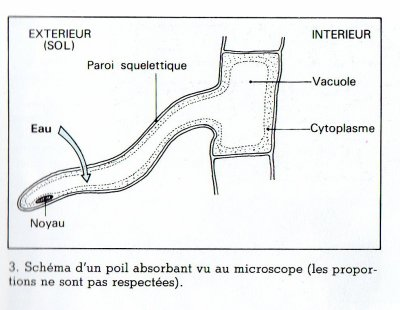 EXTERIEUR
(SOL)
INTERIEUR
Paroi squelettique
Vacuole
Eau
Cytoplasme
Noyau
3. Schéma d'un poil absorbant vu au microscope (les propor-
tions ne sont pas respectées).